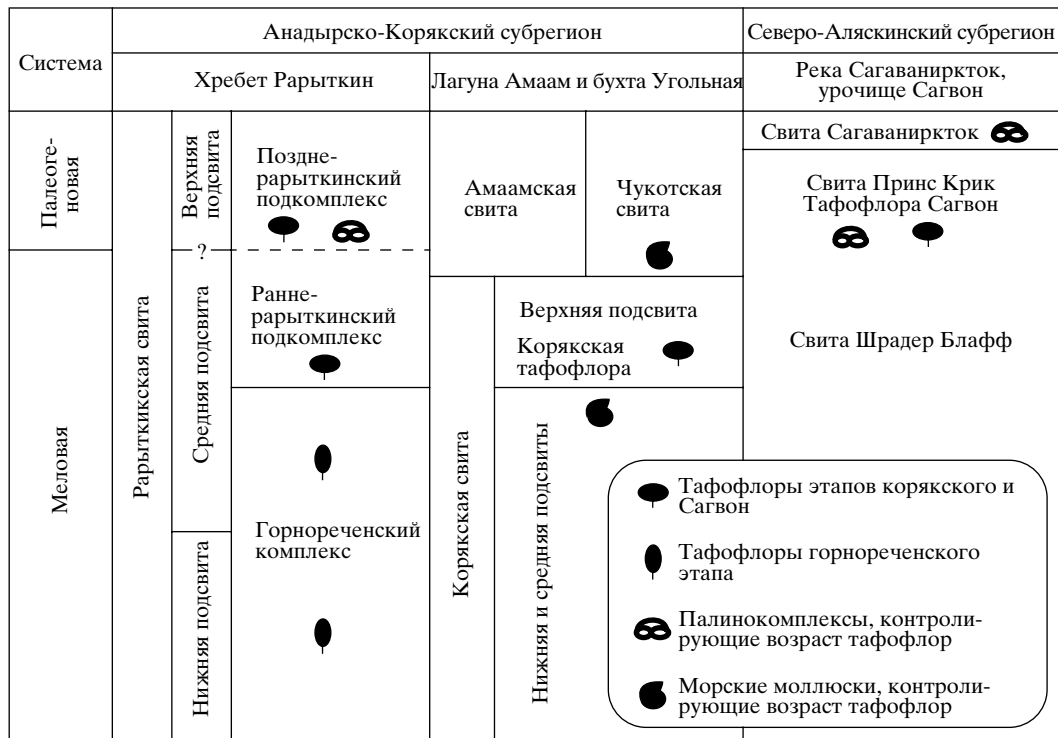 Система
Анадырско-Корякский субрегион
Северо-Аляскинский субрегион
Хребет Рарыткин
Лагуна Амаам и бухта Угольная
Река Сагаванирkток,
урочище Сагвон
Палеоге-
новая
Меловая
Рарыткикская свита
Верхняя
подсвита
?
Средняя подсвита
Нижняя подсвита
Поздне-
рарыткинский
подкомплекс
Ранне-
рарыткинский
подкомплекс
Горнореченский
комплекс
Амаамская
свита
Чукотская
свита
Корякская свита
Верхняя подсвита
Корякская
тафофлора
Нижняя и средняя подсвиты
Свита Сагаваниркток
Свита Принс Крик
Тафофлора Сагвон
Свита Шрадер Блафф
Тафофлоры этапов корякского и
Сагвон
Тафофлоры горнореченского
этапа
Палинокомплексы, контроли-
рующие возраст тафофлор
Морские моллюски, контроли-
рующие возраст тафофлор